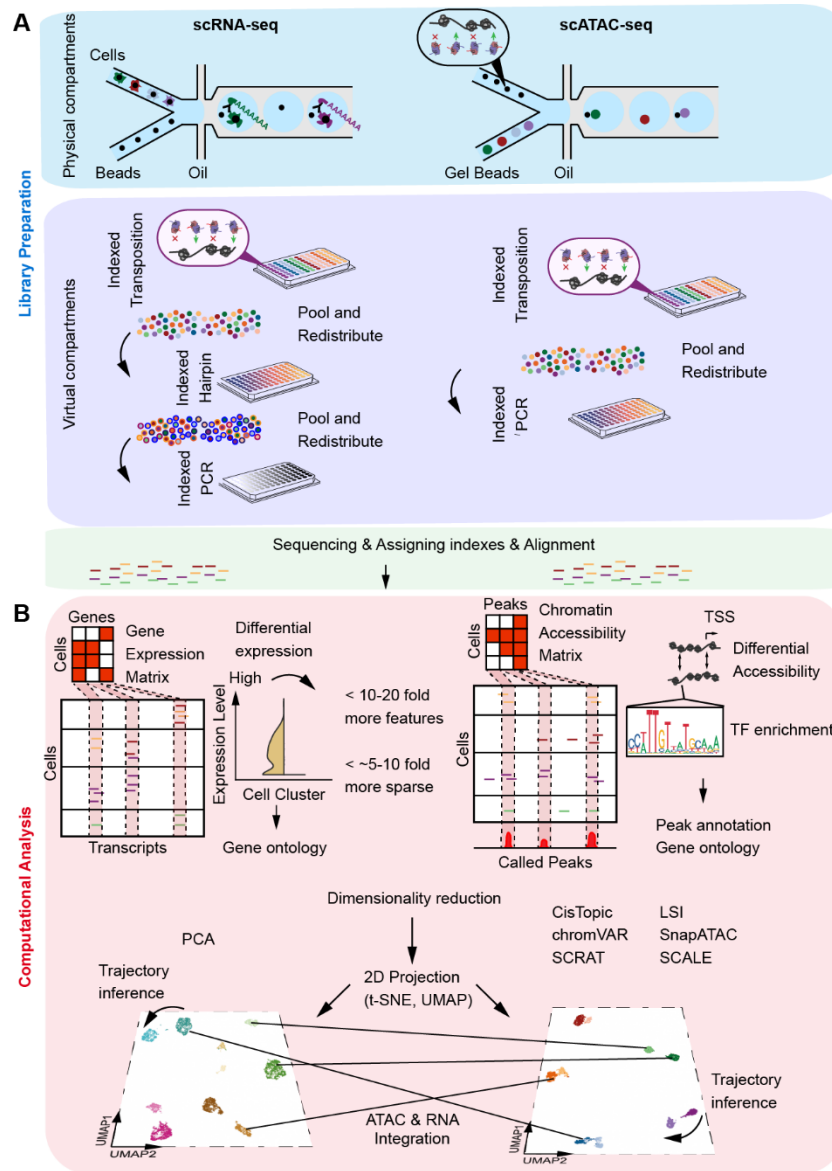 A
scRNA-seq
scATAC-seq
Physical compartments
Cells
AAAAAAA
AAAAAAA
Beads
Oil
Gel Beads
Oil
Library Preparation
Virtual compartments
Indexed
Transposition
Pool and
Redistribute
Indexed
Hairpin
Pool and
Redistribute
Indexed
PCR
Indexed
Transposition
Pool and
Redistribute
Indexed
PCR
Sequencing & Assigning indexes & Alignment
B
Computational Analysis
Genes
Cells
Gene
Expression
Matrix
Cells
Transcripts
Differential
expression
High
Expression Level
Cell Cluster
Gene ontology
< 10-20 fold
more features
< ~5-10 fold
more sparse
Peaks
Cells
Chromatin
Accessibility
Matrix
Cells
Called Peaks
TSS
Differential
Accessibility
TF enrichment
Peak annotation
Gene ontology
Dimensionality reduction
PCA
CisTopic
chromVAR
SCRAT
LSI
SnapATAC
SCALE
2D Projection
(t-SNE, UMAP)
Trajectory
inference
UMAP1
UMAP2
ATAC & RNA
Integration
Trajectory
inference
UMAP1
UMAP2